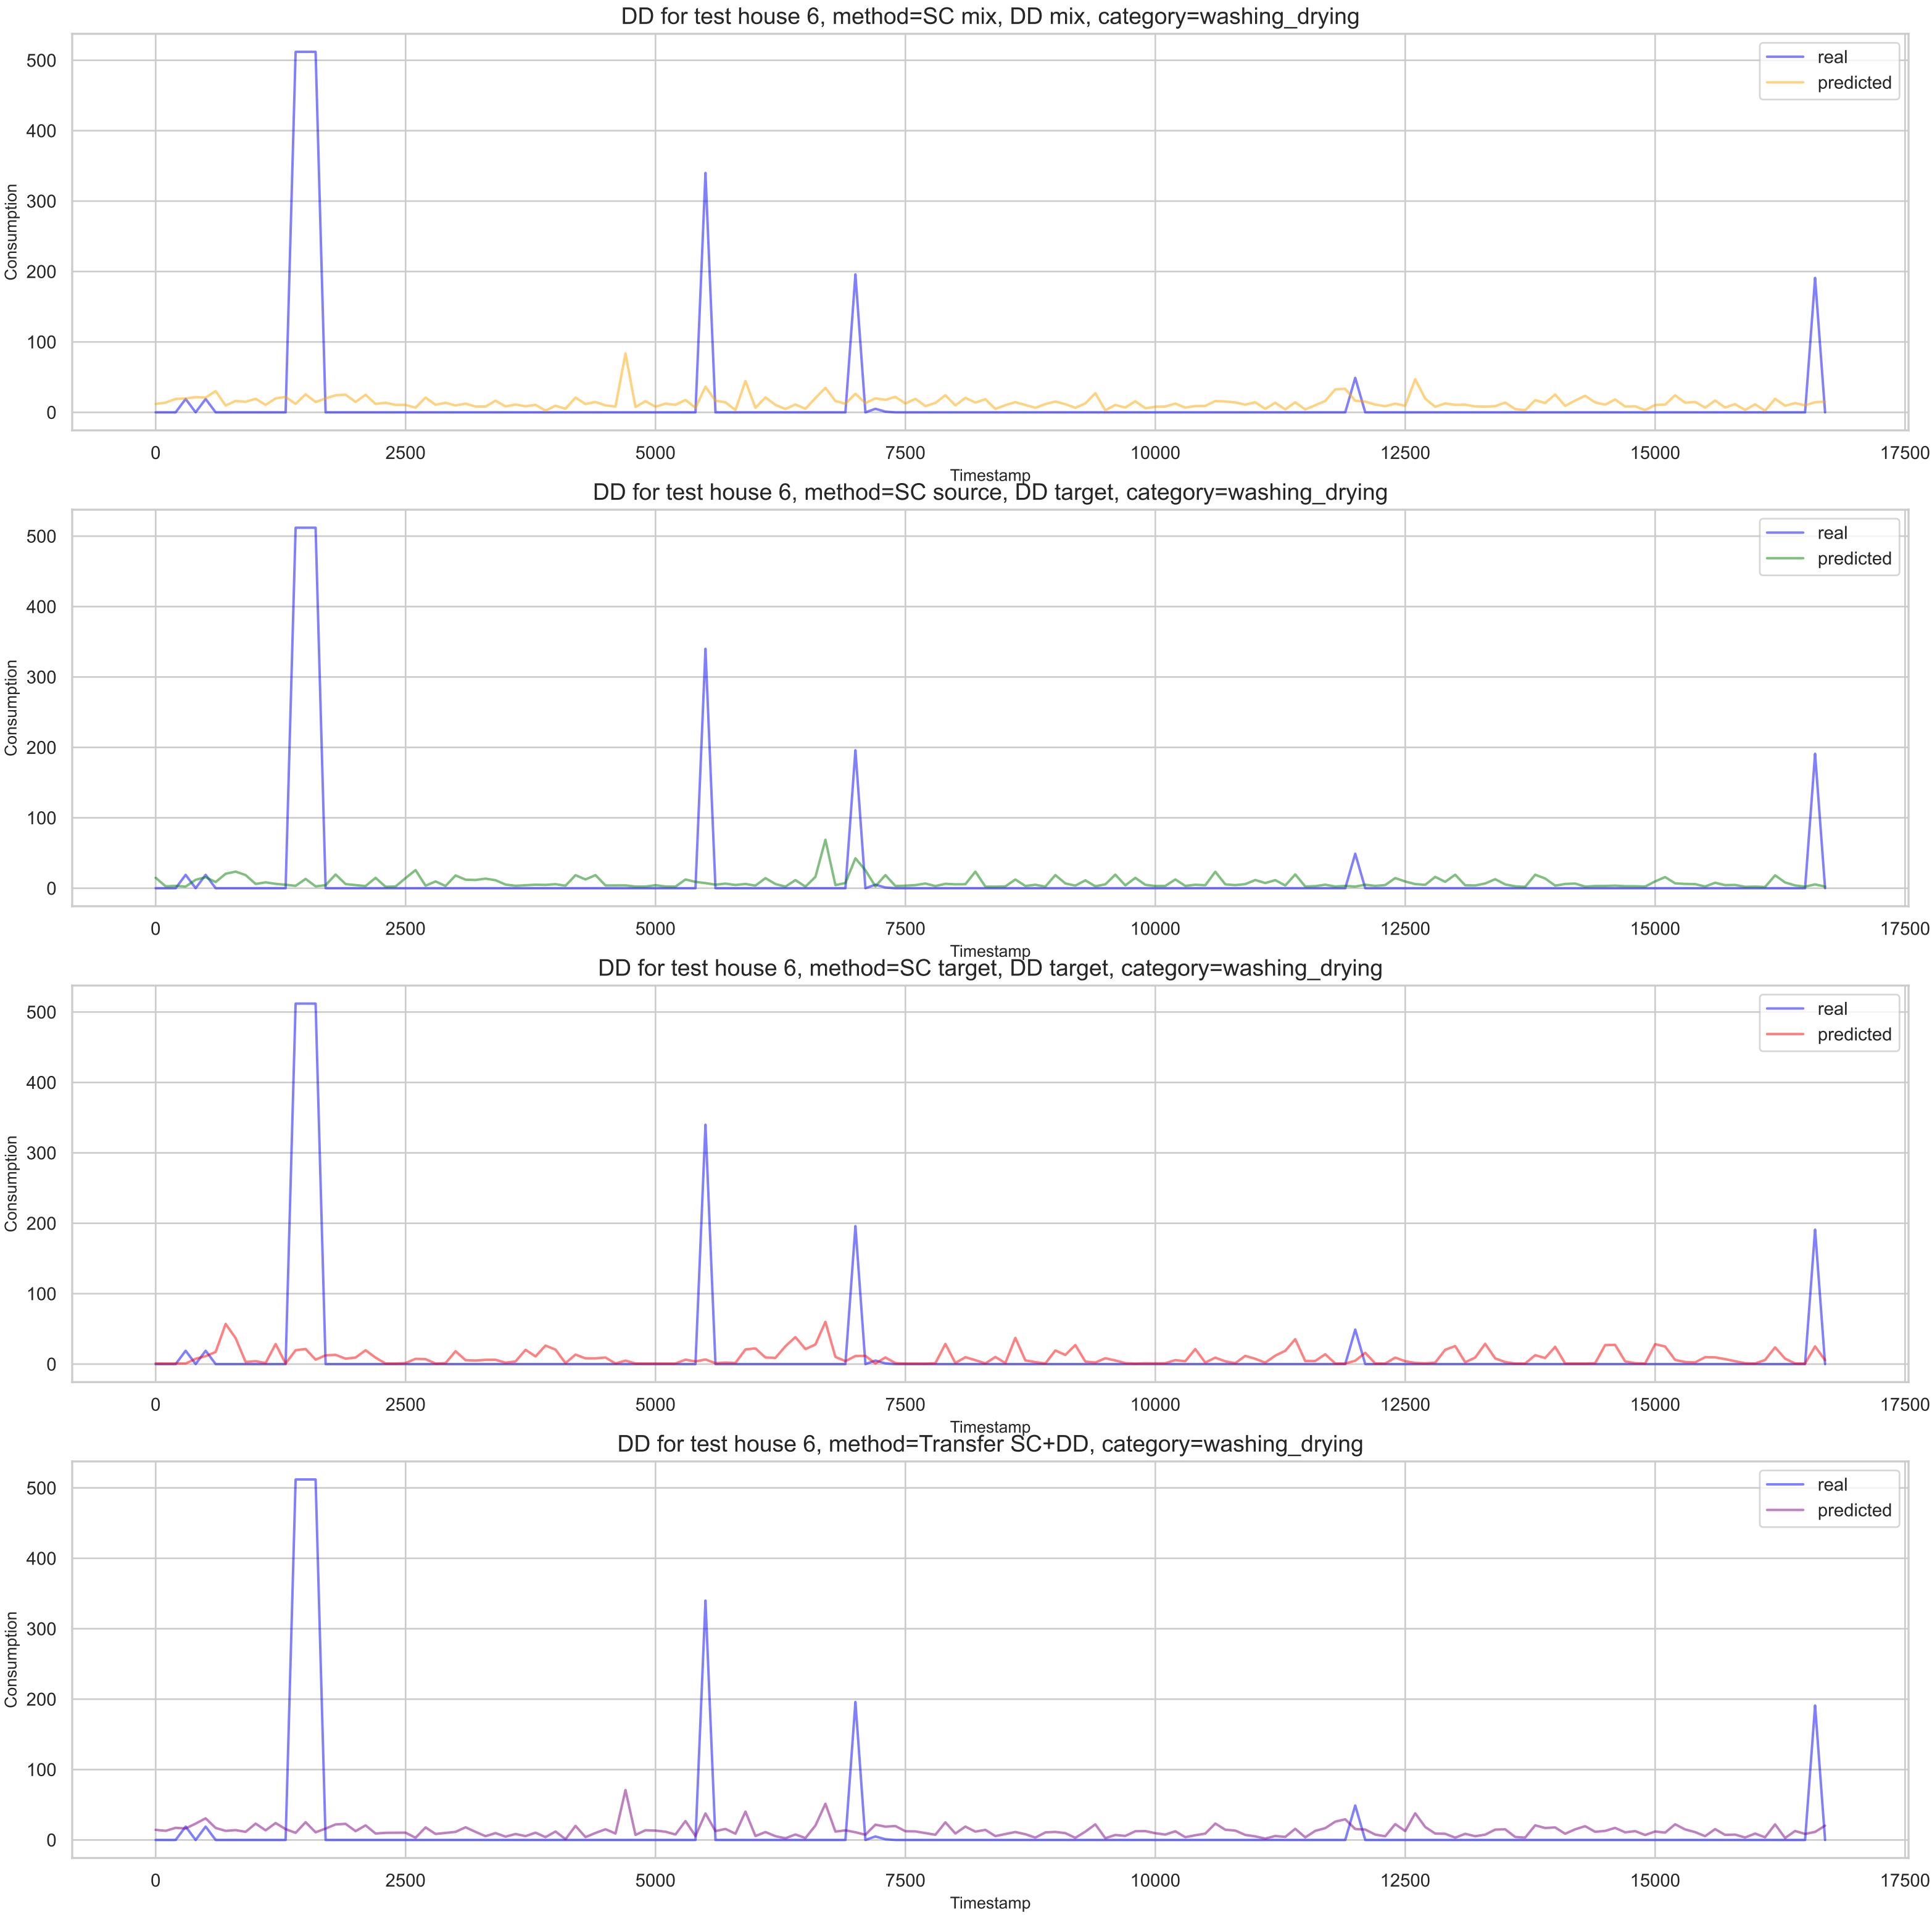 DD for test house 6, method=SC mix, DD mix, category=washing_drying
500
400
300
200
100
0
Consumption
real
predicted
0 2500 5000 7500 10000 12500 15000 17500
Timestamp
DD for test house 6, method=SC source, DD target, category=washing_drying
500
400
300
200
100
0
Consumption
real
predicted
0 2500 5000 7500 10000 12500 15000 17500
Timestamp
DD for test house 6, method=SC target, DD target, category=washing_drying
500
400
300
200
100
0
Consumption
real
predicted
0 2500 5000 7500 10000 12500 15000 17500
Timestamp
DD for test house 6, method=Transfer SC+DD, category=washing_drying
500
400
300
200
100
0
Consumption
real
predicted
0 2500 5000 7500 10000 12500 15000 17500
Timestamp